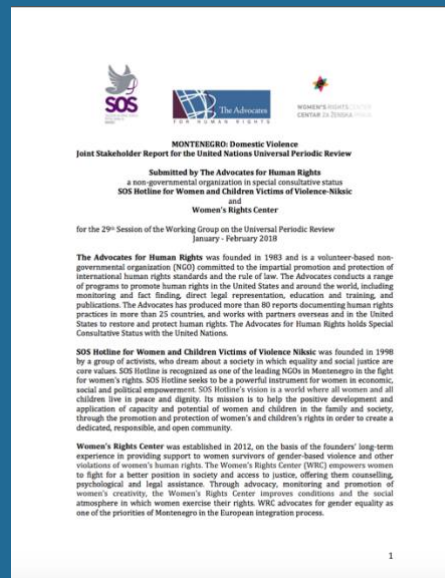 SOS
The Advocates
FOR HUMAN RIGHTS
WOMEN'S RIGHTS CENTER
CENTAR ZA ŽENSKA PRAVA
MONTENEGRO: Domestic Violence
Joint Stakeholder Report for the United Nations Universal Periodic Review
Submitted by The Advocates for Human Rights
a non-governmental organization in special consultative status
SOS Hotline for Women and Children Victims of Violence-Niksic
and
Women's Rights Center
for the 29th Session of the Working Group on the Universal Periodic Review
January - February 2018
The Advocates for Human Rights was founded in 1983 and is a volunteer-based non-
governmental organization (NGO) committed to the impartial promotion and protection of
international human rights standards and the rule of law. The Advocates conducts a range
of programs to promote human rights in the United States and around the world, including
monitoring and fact finding, direct legal representation, education and training, and
publications. The Advocates has produced more than 80 reports documenting human rights
practices in more than 25 countries, and works with partners overseas and in the United
States to restore and protect human rights. The Advocates for Human Rights holds Special
Consultative Status with the United Nations.
SOS Hotline for Women and Children Victims of Violence Niksic was founded in 1998
by a group of activists, who dream about a society in which equality and social justice are
core values. SOS Hotline is recognized as one of the leading NGOs in Montenegro in the fight
for women's rights. SOS Hotline seeks to be a powerful instrument for women in economic,
social and political empowerment. SOS Hotline's vision is a world where all women and all
children live in peace and dignity. Its mission is to help the positive development and
application of capacity and potential of women and children in the family and society,
through the promotion and protection of women's and children's rights in order to create a
dedicated, responsible, and open community.
Women's Rights Center was established in 2012, on the basis of the founders' long-term
experience in providing support to women survivors of gender-based violence and other
violations of women's human rights. The Women's Rights Center (WRC) empowers women
to fight for a better position in society and access to justice, offering them counselling,
psychological and legal assistance. Through advocacy, monitoring and promotion of
women's creativity, the Women's Rights Center improves conditions and the social
atmosphere in which women exercise their rights. WRC advocates for gender equality as
one of the priorities of Montenegro in the European integration process.
1